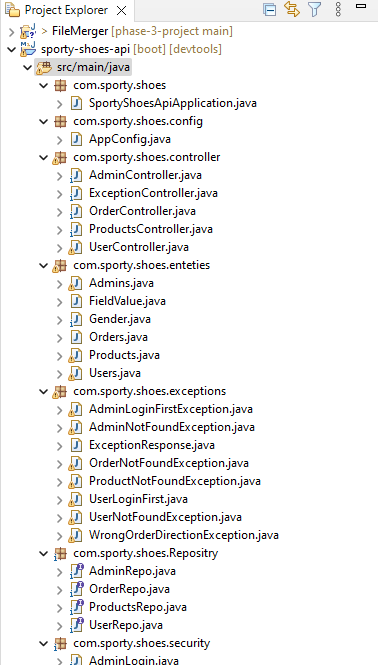 Project Explorer
> FileMerger [phase-3-project main]
sporty-shoes-api [boot] [devtools]
src/main/java
com.sporty.shoes
SportyShoesApiApplication.java
com.sporty.shoes.config
AppConfig.java
com.sporty.shoes.controller
AdminController.java
ExceptionController.java
OrderController.java
ProductsController.java
UserController.java
com.sporty.shoes.enteties
Admins.java
FieldValue.java
Gender.java
Orders.java
Products.java
Users.java
com.sporty.shoes.exceptions
AdminLoginFirstException.java
AdminNotFoundException.java
ExceptionResponse.java
OrderNotFoundException.java
ProductNotFoundException.java
UserLoginFirst.java
UserNotFoundException.java
WrongOrderDirectionException.java
com.sporty.shoes.Repositry
AdminRepo.java
OrderRepo.java
ProductsRepo.java
UserRepo.java
com.sporty.shoes.security
AdminLogin.java